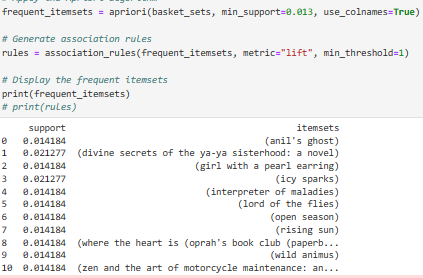 frequent_itemsets = apriori(basket_sets, min_support=0.013, use_colnames=True)
# Generate association rules
rules = association_rules(frequent_itemsets, metric="lift", min_threshold=1)
# Display the frequent itemsets
print(frequent_itemsets)
# print(rules)
support itemsets
0 0.014184 (anil's ghost)
1 0.021277 (divine secrets of the ya-ya sisterhood: a novel)
2 0.014184 (girl with a pearl earring)
3 0.021277 (icy sparks)
4 0.014184 (interpreter of maladies)
5 0.014184 (lord of the flies)
6 0.014184 (open season)
7 0.014184 (rising sun)
8 0.014184 (where the heart is (oprah's book club (paperb...
9 0.014184 (wild animus)
10 0.014184 (zen and the art of motorcycle maintenance: an...